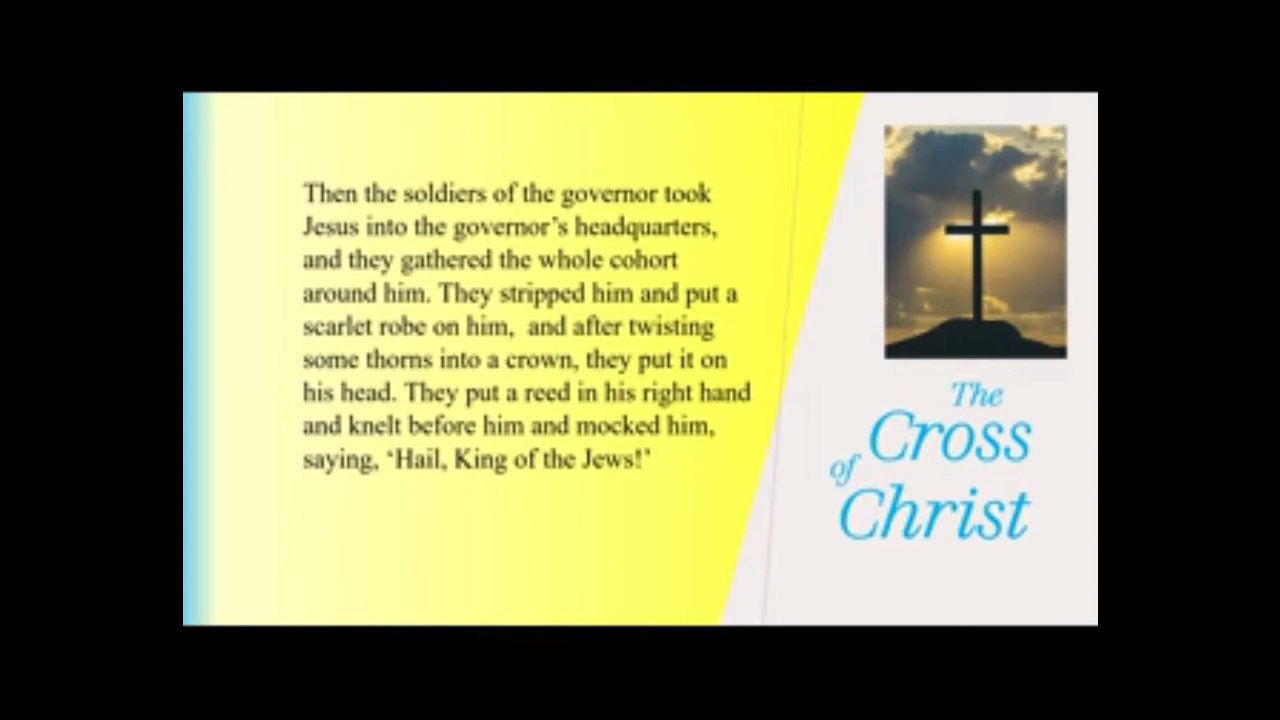 Then the soldiers of the governor took
Jesus into the governor’s headquarters,
and they gathered the whole cohort
around him. They stripped him and put a
scarlet robe on him,  and after twisting
some thorns into a crown, they put it on
his head. They put a reed in his right hand
and knelt before him and mocked him,
saying, ‘Hail, King of the Jews!’
The
Cross
of
Christ